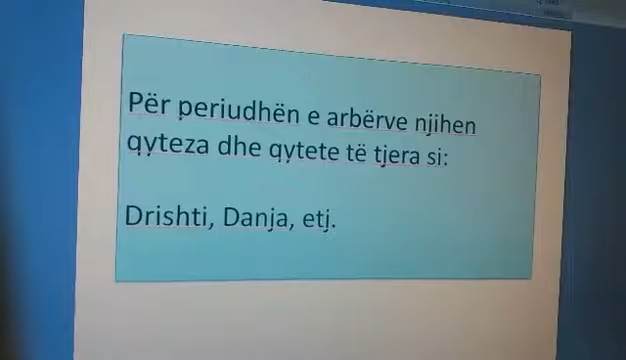 Për periudhën e arbërve njihen
qyteza dhe qytete të tjera si:
Drishti, Danja, etj.